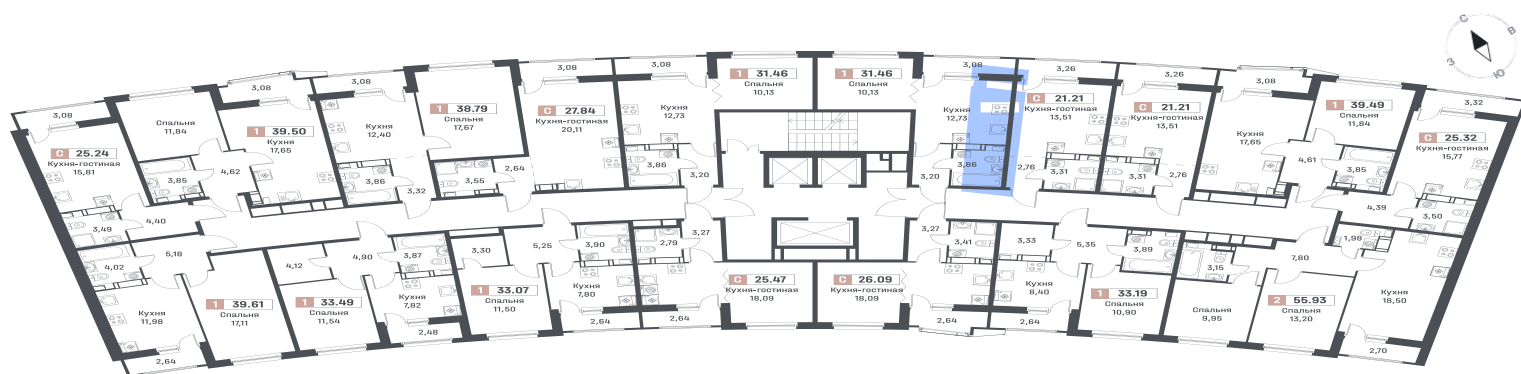 С
В
З
Ю
3,08
3,08
3,08
3,08
3,08
3,08
3,26
3,26
3,08
3,32
1 31.46
Спальня
10,13
1 31.46
Спальня
10,13
3,08
С 25.24
Кухня-гостиная
15,81
Спальня
11,84
1 39.50
Кухня
17,65
Кухня
12,40
1 38.79
Спальня
17,67
С 27.84
Кухня-гостиная
20,11
Кухня
12,73
Кухня
12,73
С 21.21
Кухня-гостиная
13,51
С 21.21
Кухня-гостиная
13,51
Кухня
17,65
1 39.49
Спальня
11,84
С 25.32
Кухня-гостиная
15,77
3,85
4,62
3,86
3,32
3,55
2,64
3,86
3,20
3,86
3,20
2,76
3,31
3,31
2,76
4,61
3,85
4,39
3,50
3,49
4,40
4,02
5,18
4,12
4,90
3,87
3,30
5,25
3,90
2,79
3,27
3,27
3,41
3,33
5,35
3,89
3,15
7,80
1,98
Кухня
11,98
1 39.61
Спальня
17,11
1 33.49
Спальня
11,54
Кухня
7,82
1 33.07
Спальня
11,50
Кухня
7,80
С 25.47
Кухня-гостиная
18,09
С 26.09
Кухня-гостиная
18,09
Кухня
8,40
1 33.19
Спальня
10,90
Спальня
9,95
2 55.93
Спальня
13,20
Кухня
18,50
2,64
2,48
2,64
2,64
2,64
2,64
2,70